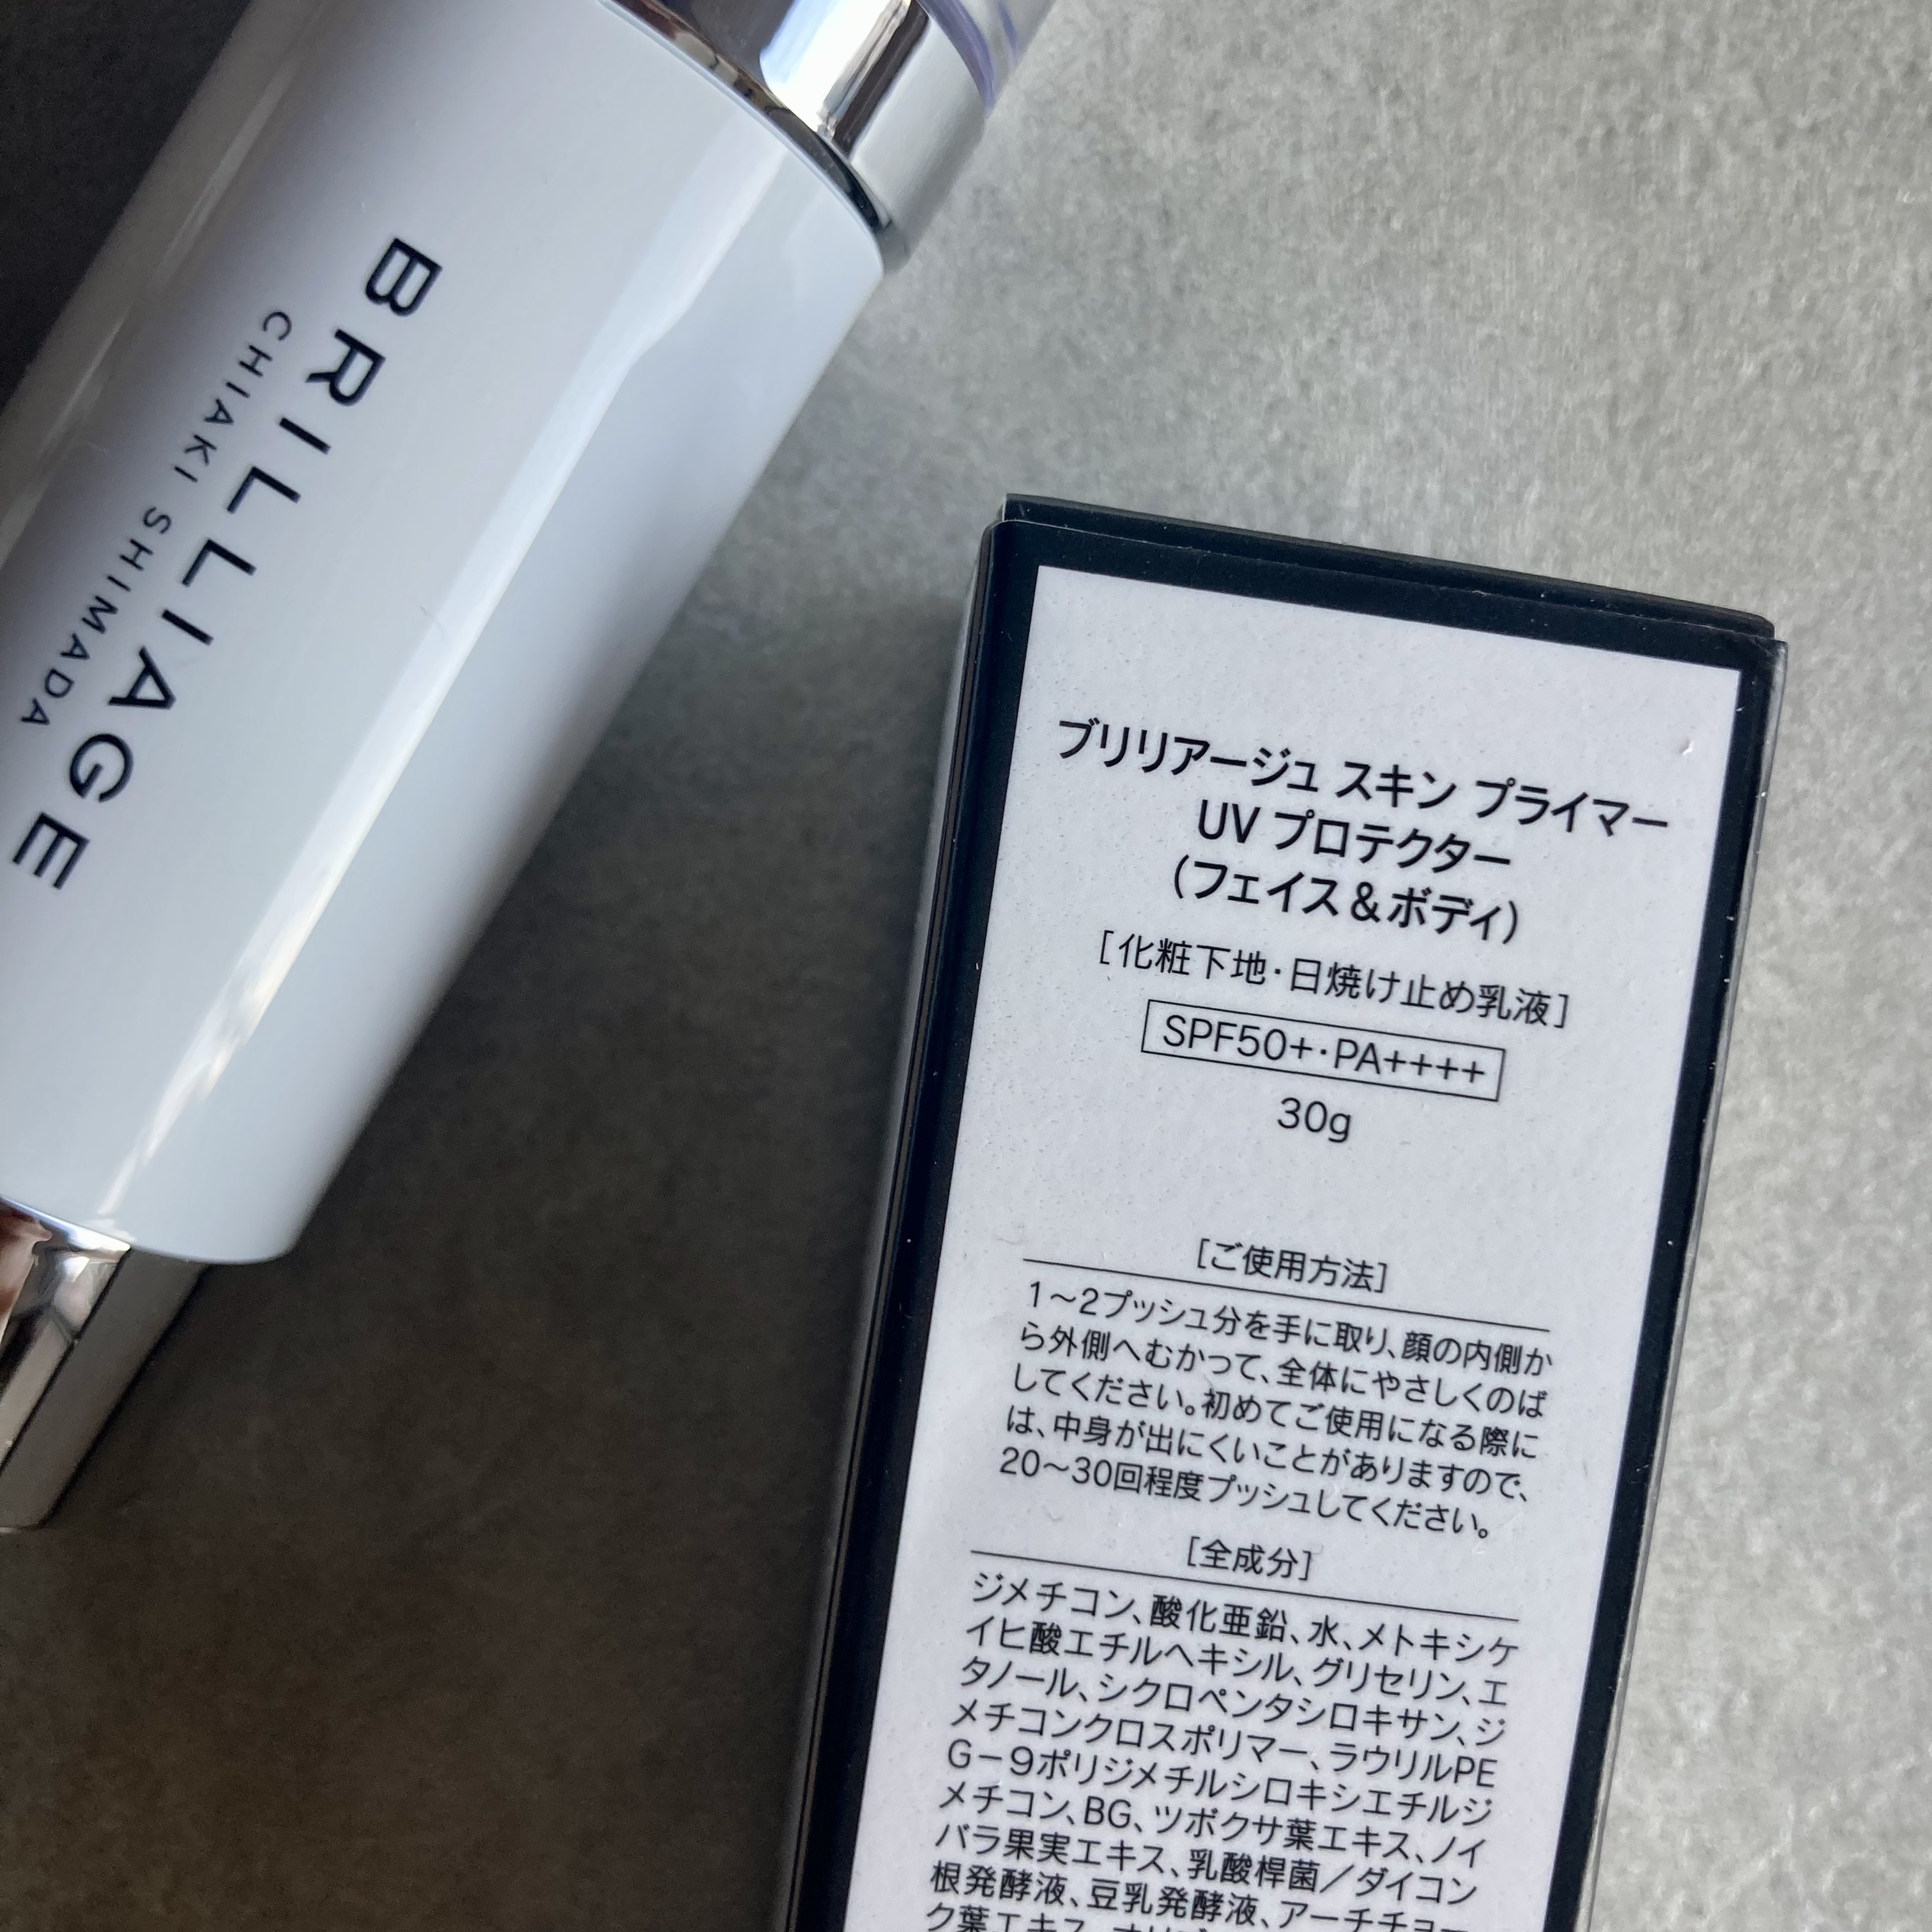 BRILLIAGE
CHIAKI SHIMADA
ブリリアージュ スキン プライマー
UV プロテクター
(フェイス&ボディ)
[化粧下地・日焼け止め乳液]
SPF50+・PA++++
30g
[ご使用方法]
1〜2プッシュ分を手に取り、顔の内側か
ら外側へむかって、全体にやさしくのば
してください。初めてご使用になる際に
は、中身が出にくいことがありますので、
20〜30回程度プッシュしてください。
[全成分]
ジメチコン、酸化亜鉛、水、メトキシケ
イヒ酸エチルヘキシル、グリセリン、エ
タノール、シクロペンタシロキサン、ジ
メチコンクロスポリマー、ラウリルPE
G−9ポリジメチルシロキシエチルジ
メチコン、BG、ツボクサ葉エキス、ノイ
バラ果実エキス、乳酸桿菌/ダイコン
根発酵液、豆乳発酵液、アーチチョー
ク葉エキス、